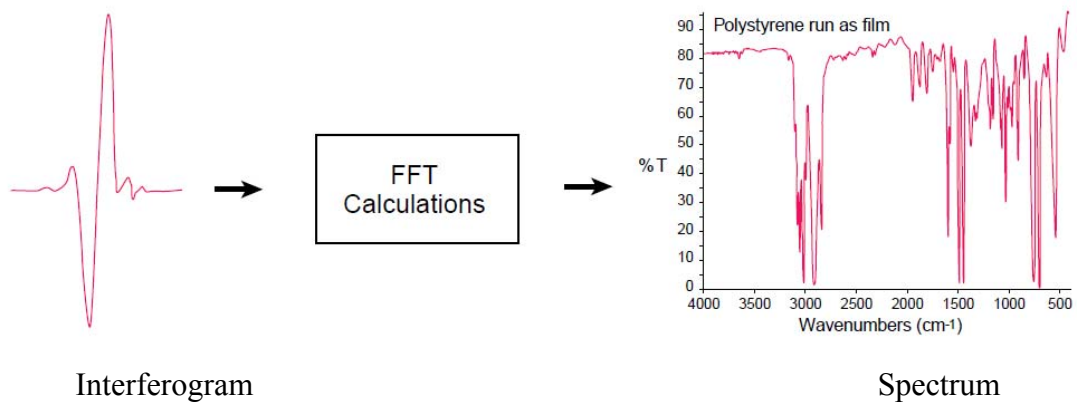 Polystyrene run as film
90
80
70
60
50
%T
40
30
20
10
0
4000 3500 3000 2500 2000 1500 1000 500
Wavenumbers (cm-1)
FFT
Calculations
Interferogram
Spectrum